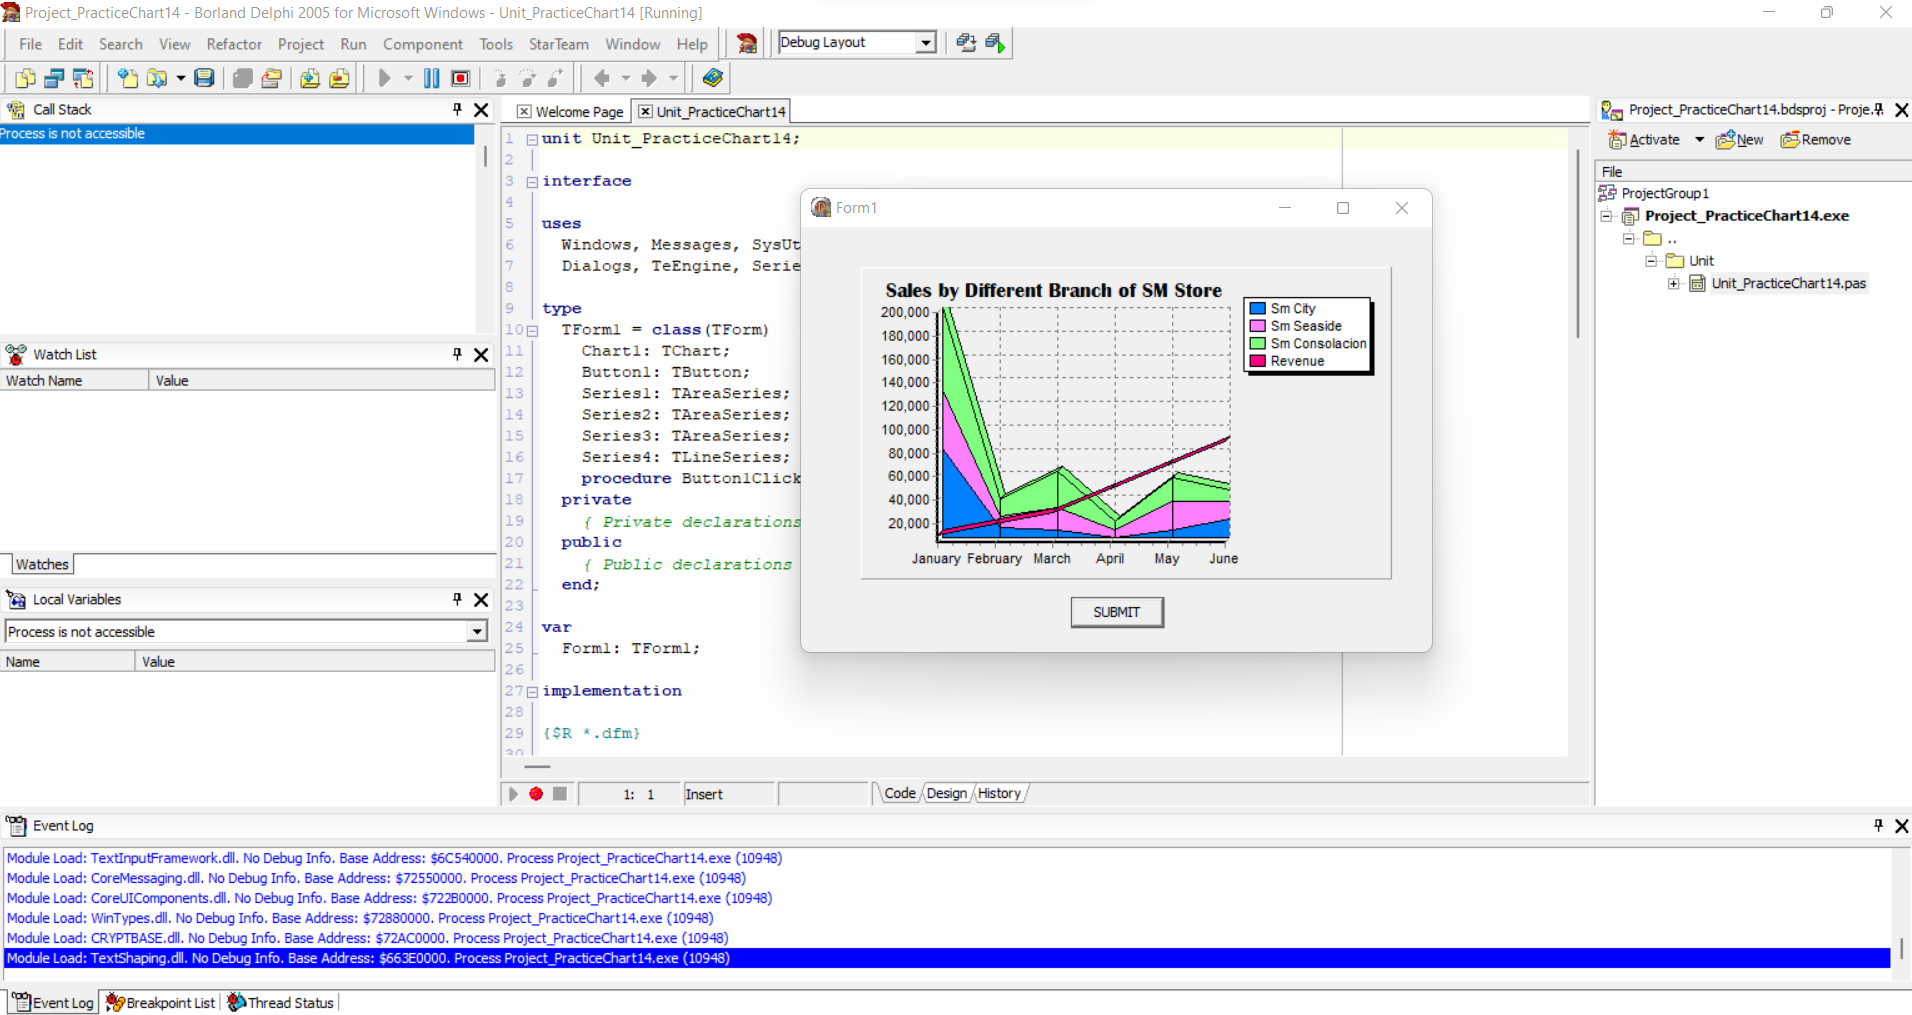 Project_PracticeChart14 - Borland Delphi 2005 for Microsoft Windows - Unit_PracticeChart14 [Running]
File Edit Search View Refactor Project Run Component Tools StarTeam Window Help
Debug Layout
Call Stack
Process is not accessible
Watch List
Watch Name Value
Watches
Local Variables
Process is not accessible
Name Value
Welcome Page Unit_PracticeChart14
1 unit Unit_PracticeChart14;
2
3 interface
4
5 uses
6 Windows, Messages, SysUt
7 Dialogs, TeEngine, Serie
8
9 type
10 TForm1 = class(TForm)
11 Chart1: TChart;
12 Button1: TButton;
13 Series1: TAreaSeries;
14 Series2: TAreaSeries;
15 Series3: TAreaSeries;
16 Series4: TLineSeries;
17 procedure Button1Click
18 private
19 { Private declarations
20 public
21 { Public declarations
22 end;
23
24 var
25 Form1: TForm1;
26
27 implementation
28
29 {$R *.dfm}
30
1: 1 Insert
Code Design History
Form1
Sales by Different Branch of SM Store
200,000
180,000
160,000
140,000
120,000
100,000
80,000
60,000
40,000
20,000
January February March April May June
Sm City
Sm Seaside
Sm Consolacion
Revenue
SUBMIT
Project_PracticeChart14.bdsproj - Proje.
Activate New Remove
File
ProjectGroup1
Project_PracticeChart14.exe
..
Unit
Unit_PracticeChart14.pas
Event Log
Module Load: TextInputFramework.dll. No Debug Info. Base Address: $6C540000. Process Project_PracticeChart14.exe (10948)
Module Load: CoreMessaging.dll. No Debug Info. Base Address: $72550000. Process Project_PracticeChart14.exe (10948)
Module Load: CoreUIComponents.dll. No Debug Info. Base Address: $722B0000. Process Project_PracticeChart14.exe (10948)
Module Load: WinTypes.dll. No Debug Info. Base Address: $72880000. Process Project_PracticeChart14.exe (10948)
Module Load: CRYPTBASE.dll. No Debug Info. Base Address: $72AC0000. Process Project_PracticeChart14.exe (10948)
Module Load: TextShaping.dll. No Debug Info. Base Address: $663E0000. Process Project_PracticeChart14.exe (10948)
Event Log Breakpoint List Thread Status